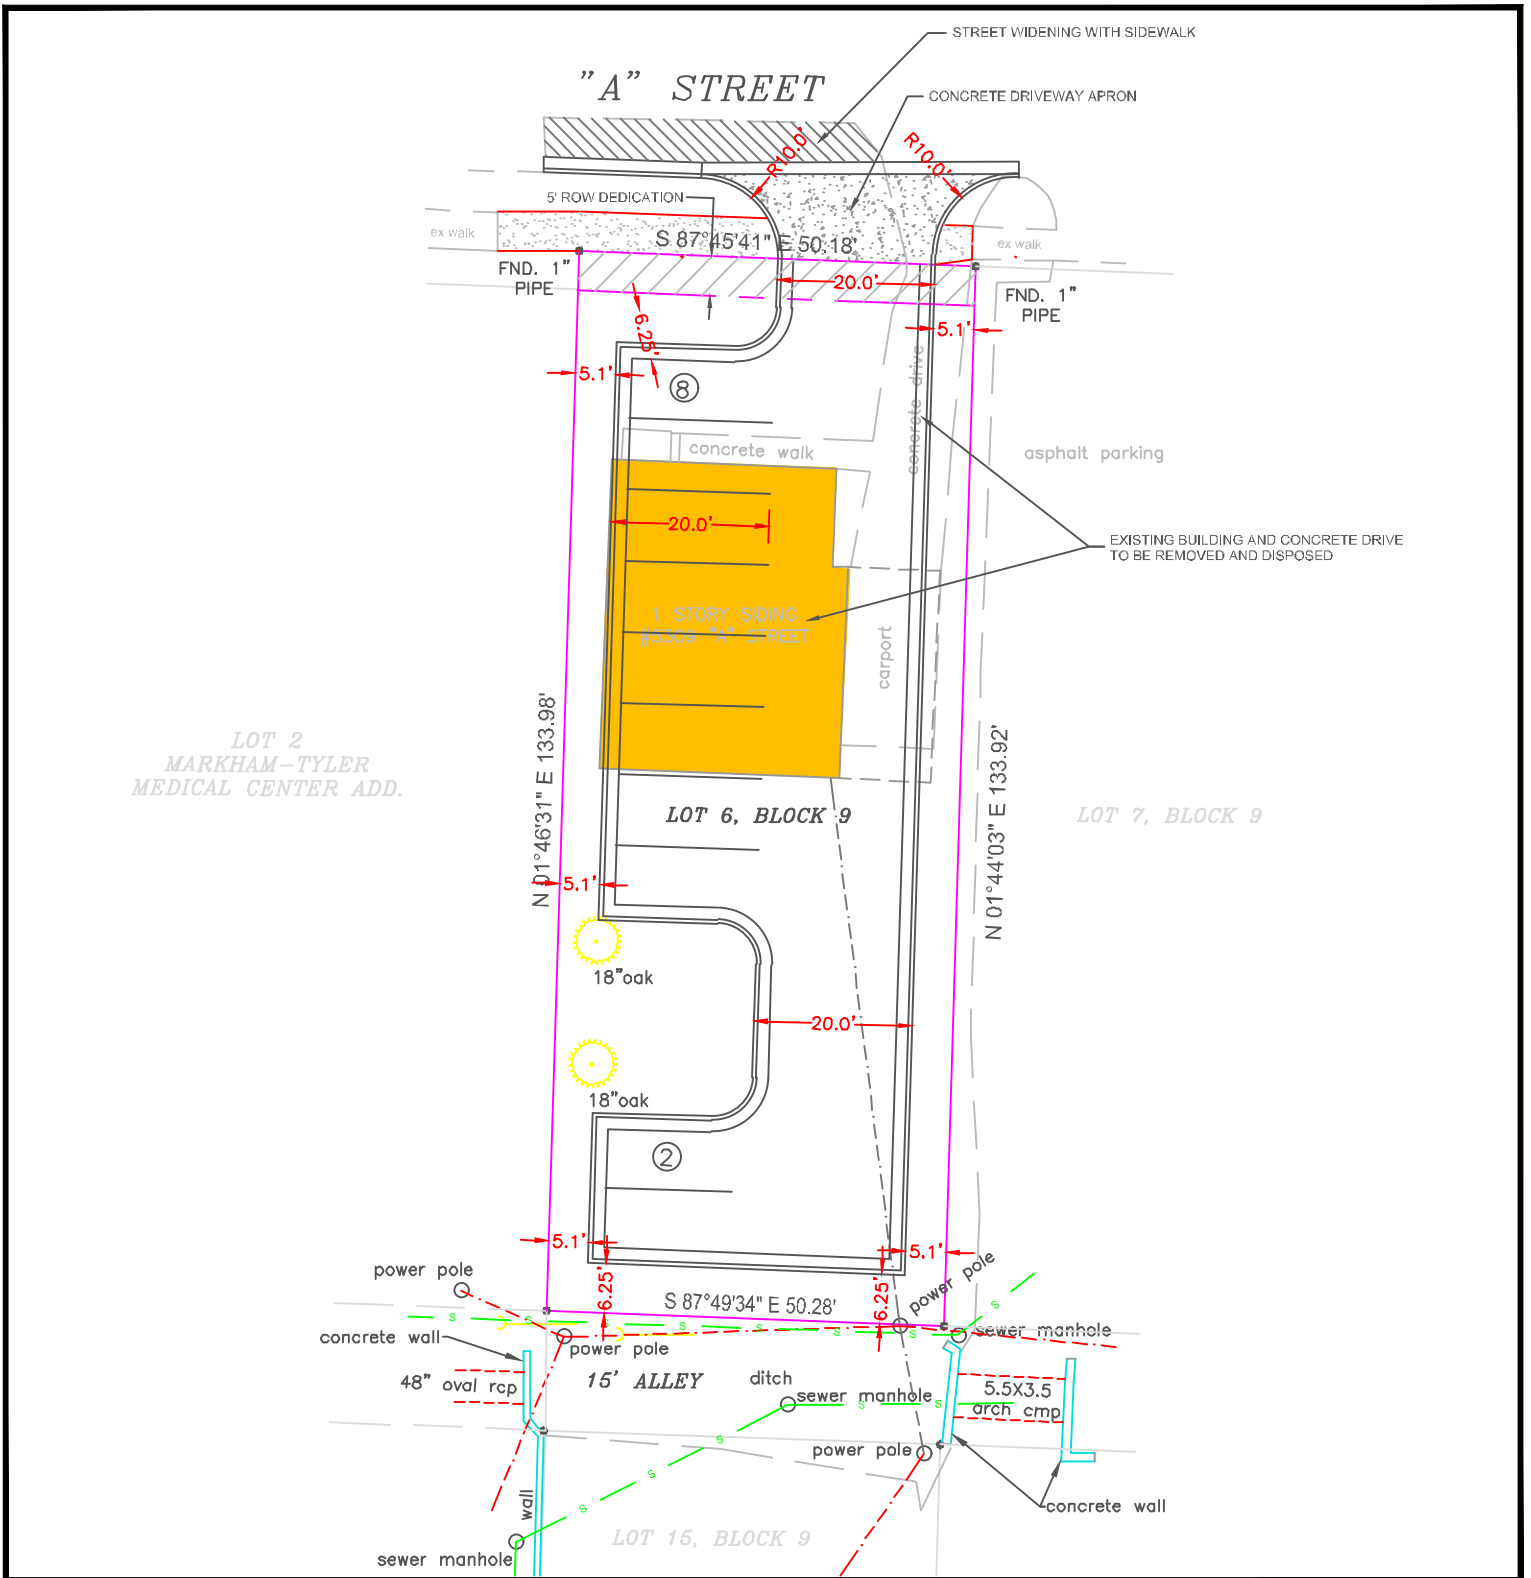 STREET WIDENING WITH SIDEWALK
"A" STREET
CONCRETE DRIVEWAY APRON
R10.0'
R10.0'
5' ROW DEDICATION
ex walk
S 87°45'41" E 50.18'
ex walk
FND. 1"
PIPE
20.0'
FND. 1"
PIPE
6.25'
5.1'
5.1'
8
concrete drive
concrete walk
asphalt parking
20.0'
EXISTING BUILDING AND CONCRETE DRIVE
TO BE REMOVED AND DISPOSED
1 STORY SIDING
#5309 "A" STREET
carport
N 01°46'31" E 133.98'
N 01°44'03" E 133.92'
LOT 2
MARKHAM-TYLER
MEDICAL CENTER ADD.
LOT 6, BLOCK 9
LOT 7, BLOCK 9
5.1'
18"oak
20.0'
18"oak
2
5.1'
5.1'
power pole
6.25'
6.25'
power pole
S 87°49'34" E 50.28'
S
S
S
S
S
S
S
concrete wall
power pole
sewer manhole
48" oval rcp
15' ALLEY
ditch
sewer manhole
S
S
5.5X3.5
arch cmp
power pole
S
S
S
wall
concrete wall
LOT 15, BLOCK 9
sewer manhole